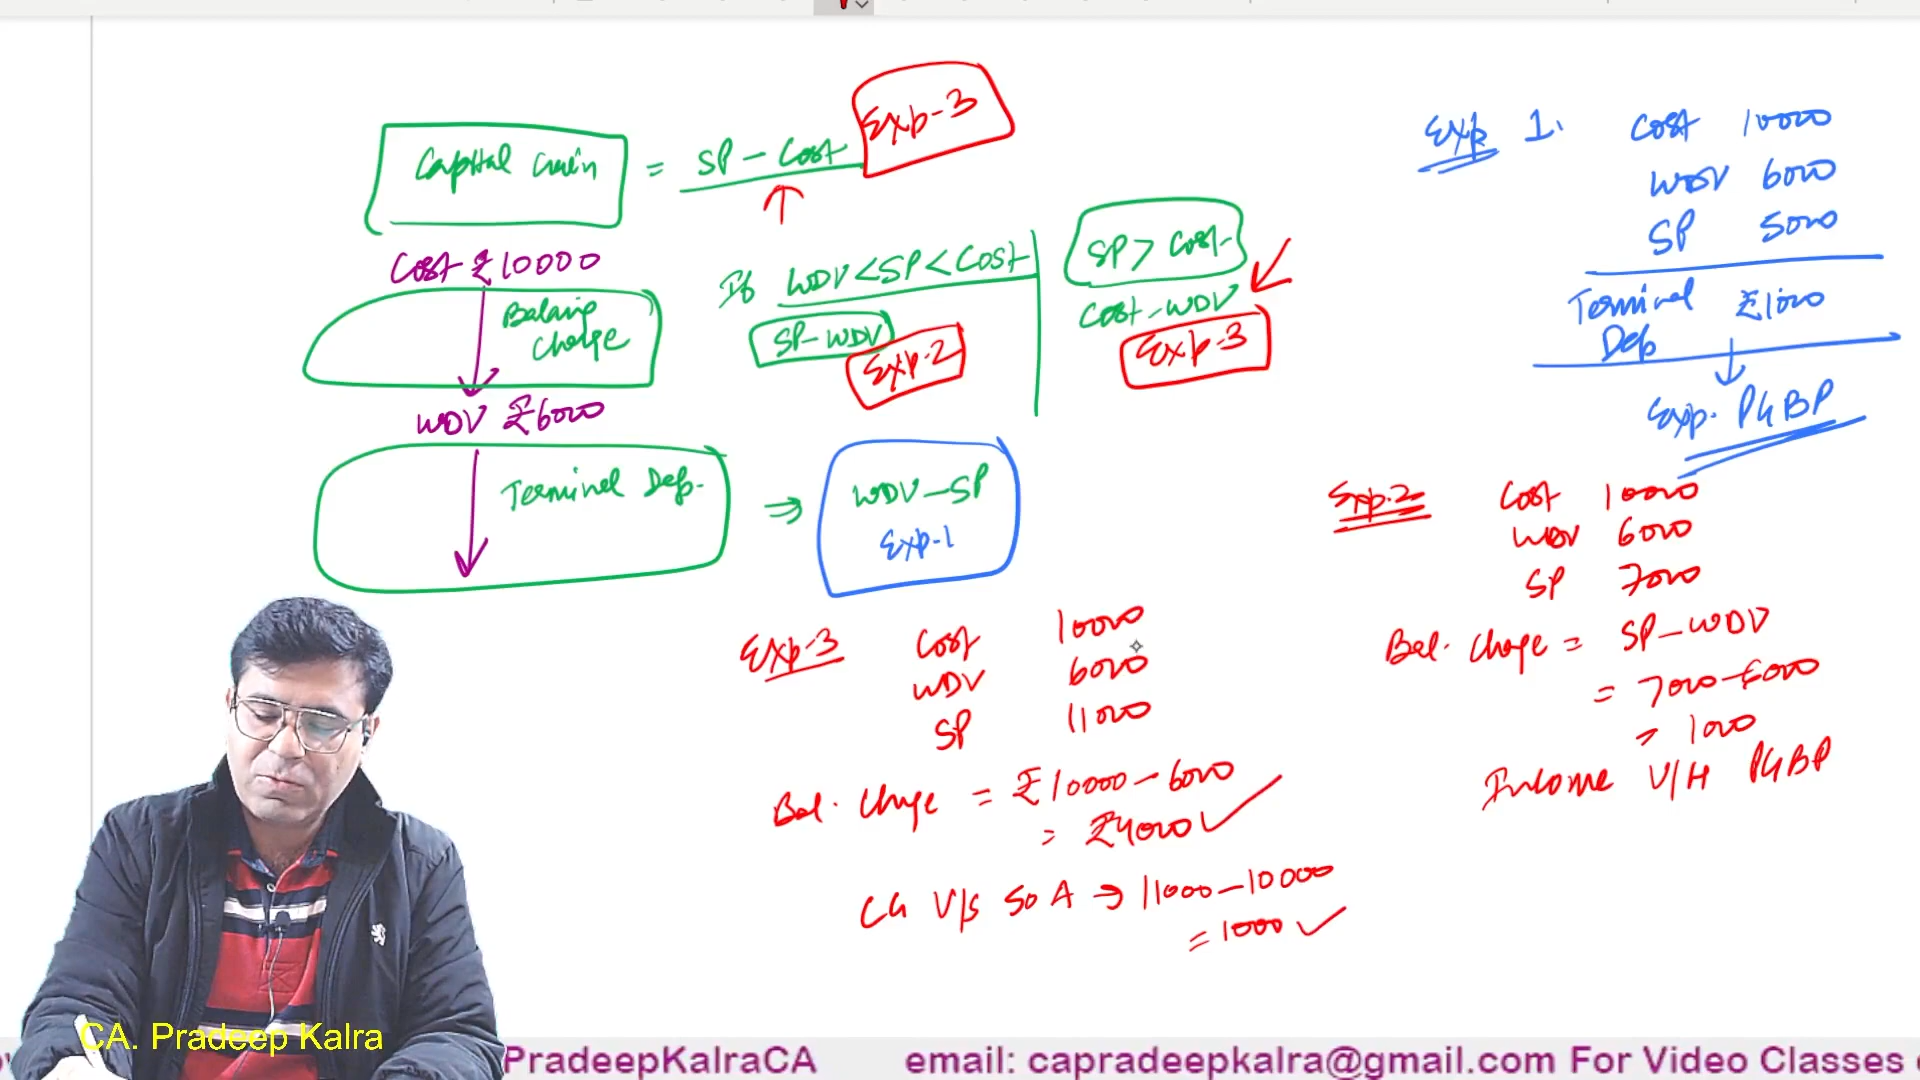 Capital Gain = SP - Cost Exp-3
Cost ₹10000
Balaing
Charge
If WDV < SP < Cost
SP-WDV
Exp-2
SP > Cost
Cost-WDV
Exp-3
WDV ₹6000
Terminal Dep.
⇒ WDV-SP
Exp-1
Exp 1. Cost 10000
WDV 6000
SP 5000
Terminal ₹1000
Dep
Exp. PGBP
Exp.2 Cost 10000
WDV 6000
SP 7000
Bal. Charge = SP-WDV
= 7000-6000
= 1000
Income V/H PGBP
Exp-3 Cost 10000
WDV 6000
SP 11000
Bal. Charge = ₹10000-6000
= ₹4000 ✓
CG V/S 50 A → 11000-10000
= 1000 ✓
CA. Pradeep Kalra
PradeepKalraCA email: capradeepkalra@gmail.com For Video Classes